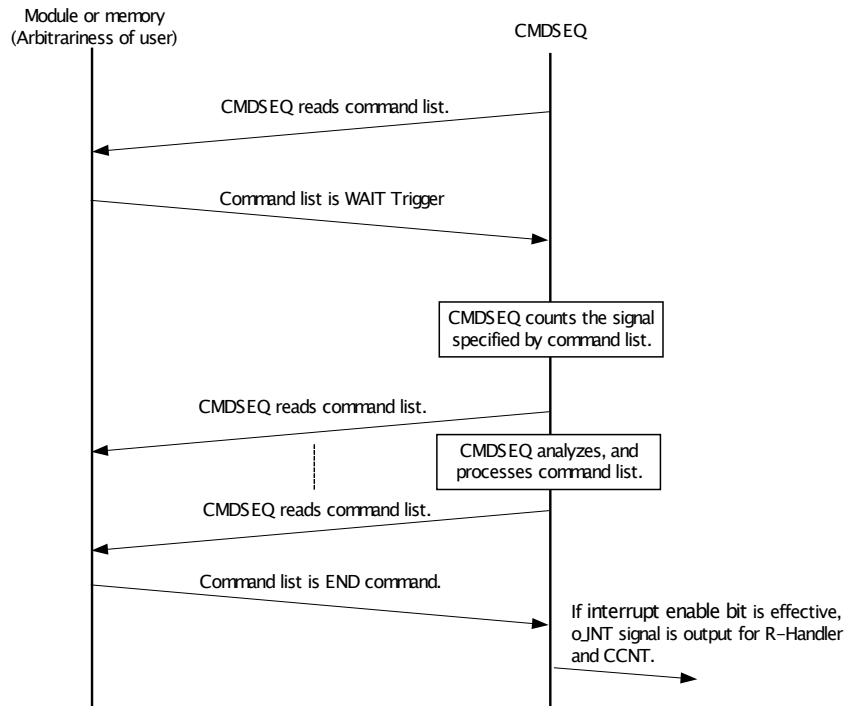 Module or memory
(Arbitrariness of user)
CMDSEQ
CMDSEQ reads command list.
Command list is WAIT Trigger
CMDSEQ counts the signal
specified by command list.
CMDSEQ reads command list.
CMDSEQ analyzes, and
processes command list.
CMDSEQ reads command list.
Command list is END command.
If interrupt enable bit is effective,
o_INT signal is output for R-Handler
and CCNT.